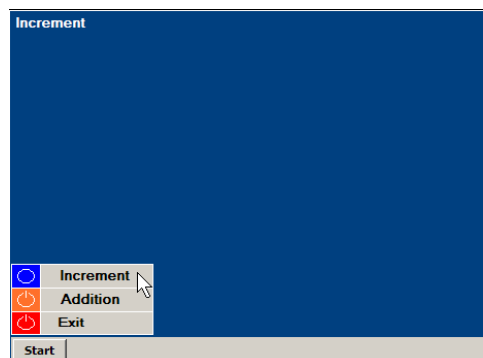 Increment
Increment
Addition
Exit
Start